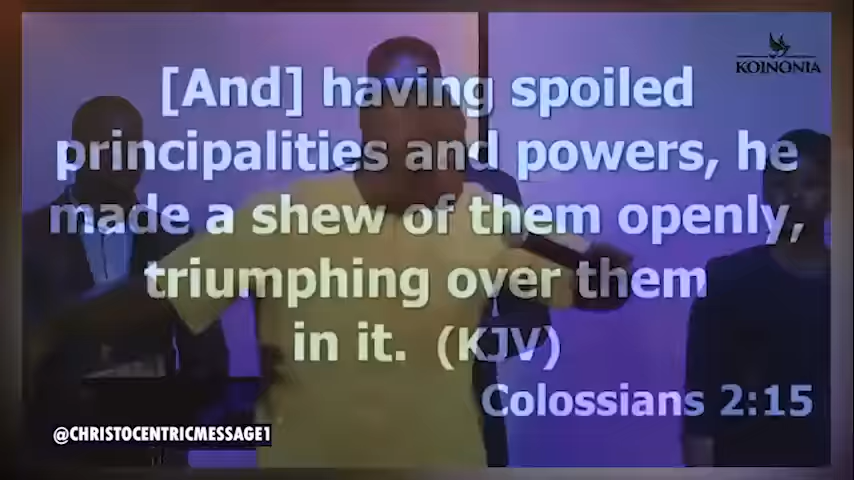 KOINONIA
[And] having spoiled
principalities and powers, he
made a shew of them openly,
triumphing over them
in it. (KJV)
Colossians 2:15
@CHRISTOCENTRICMESSAGE1